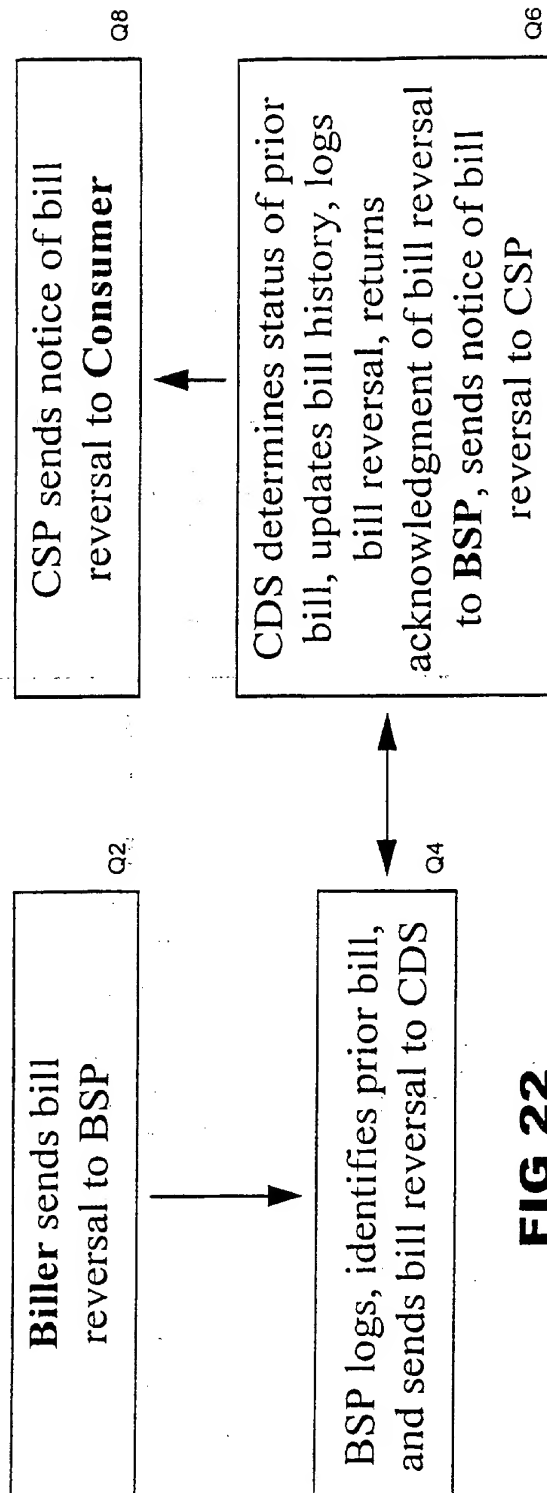 Biller sends bill
reversal to BSP
Q2
BSP logs, identifies prior bill,
and sends bill reversal to CDS
Q4
CDS determines status of prior
bill, updates bill history, logs
bill reversal, returns
acknowledgment of bill reversal
to BSP, sends notice of bill
reversal to CSP
Q6
CSP sends notice of bill
reversal to Consumer
Q8
FIG 22